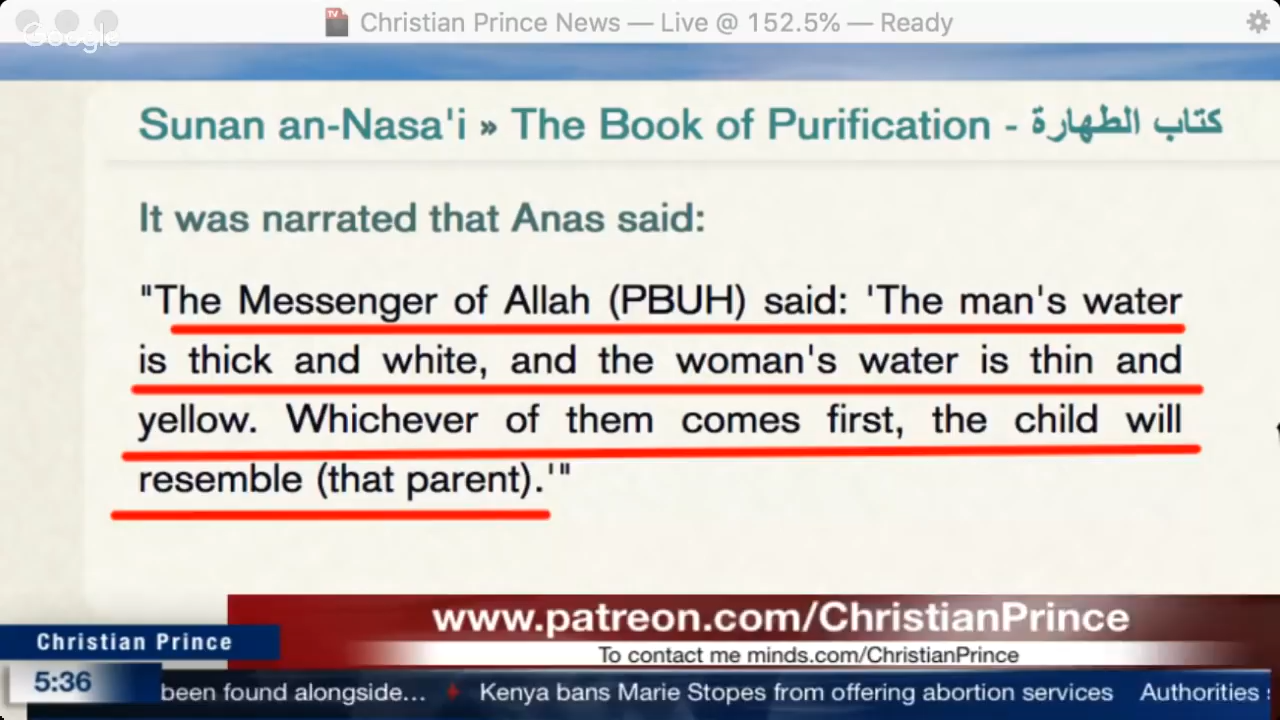 Christian Prince News — Live @ 152.5% — Ready
Google
Sunan an-Nasa'i » The Book of Purification - كتاب الطهارة
It was narrated that Anas said:
"The Messenger of Allah (PBUH) said: 'The man's water
is thick and white, and the woman's water is thin and
yellow. Whichever of them comes first, the child will
resemble (that parent).'"
www.patreon.com/ChristianPrince
Christian Prince
To contact me minds.com/ChristianPrince
5:36
been found alongside... ♦ Kenya bans Marie Stopes from offering abortion services Authorities